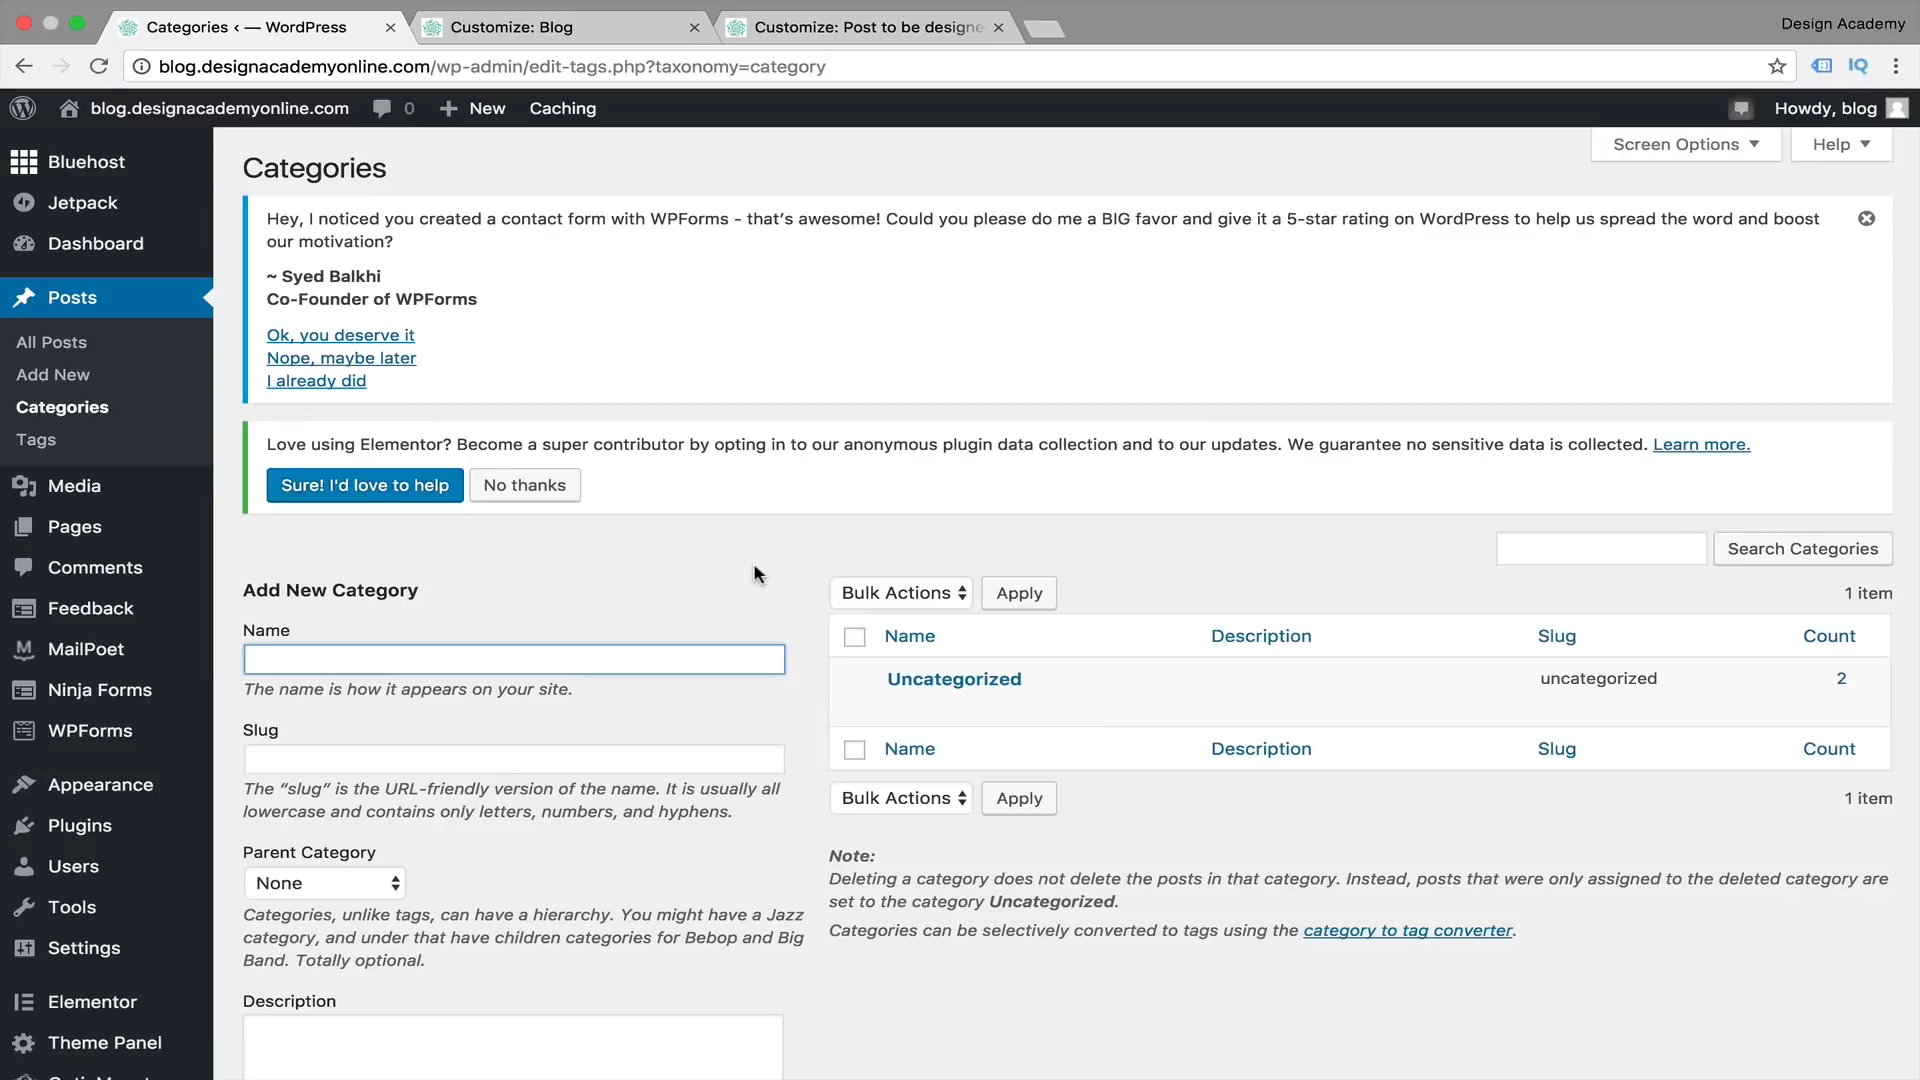 Categories ‹ — WordPress
Customize: Blog
Customize: Post to be designe
Design Academy
blog.designacademyonline.com/wp-admin/edit-tags.php?taxonomy=category
IQ
blog.designacademyonline.com
0
New
Caching
Howdy, blog
Bluehost
Jetpack
Dashboard
Posts
All Posts
Add New
Categories
Tags
Media
Pages
Comments
Feedback
MailPoet
Ninja Forms
WPForms
Appearance
Plugins
Users
Tools
Settings
Elementor
Theme Panel
Screen Options
Help
Categories
Hey, I noticed you created a contact form with WPForms - that’s awesome! Could you please do me a BIG favor and give it a 5-star rating on WordPress to help us spread the word and boost
our motivation?
~ Syed Balkhi
Co-Founder of WPForms
Ok, you deserve it
Nope, maybe later
I already did
Love using Elementor? Become a super contributor by opting in to our anonymous plugin data collection and to our updates. We guarantee no sensitive data is collected. Learn more.
Sure! I'd love to help
No thanks
Search Categories
Add New Category
Name
The name is how it appears on your site.
Slug
The “slug” is the URL-friendly version of the name. It is usually all
lowercase and contains only letters, numbers, and hyphens.
Parent Category
None
Categories, unlike tags, can have a hierarchy. You might have a Jazz
category, and under that have children categories for Bebop and Big
Band. Totally optional.
Description
Bulk Actions
Apply
1 item
Name
Description
Slug
Count
Uncategorized
uncategorized
2
Name
Description
Slug
Count
Bulk Actions
Apply
1 item
Note:
Deleting a category does not delete the posts in that category. Instead, posts that were only assigned to the deleted category are
set to the category Uncategorized.
Categories can be selectively converted to tags using the category to tag converter.